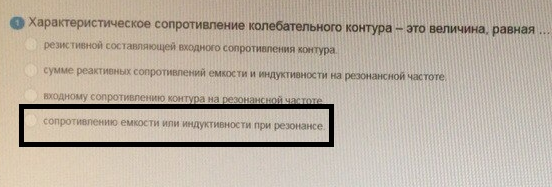 1 Характеристическое сопротивление колебательного контура – это величина, равная ...
резистивной составляющей входного сопротивления контура.
сумме реактивных сопротивлений емкости и индуктивности на резонансной частоте.
входному сопротивлению контура на резонансной частоте.
сопротивлению емкости или индуктивности при резонансе.